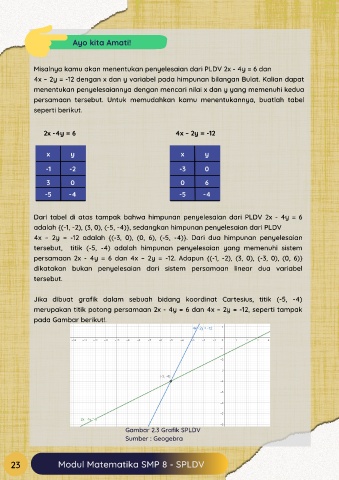 Ayo kita Amati!
Misalnya kamu akan menentukan penyelesaian dari PLDV 2x - 4y = 6 dan
4x – 2y = -12 dengan x dan y variabel pada himpunan bilangan Bulat. Kalian dapat
menentukan penyelesaiannya dengan mencari nilai x dan y yang memenuhi kedua
persamaan tersebut. Untuk memudahkan kamu menentukannya, buatlah tabel
seperti berikut.
2x -4y = 6 4x – 2y = -12
x y x y
-1 -2 -3 0
3 0 0 6
-5 -4 -5 -4
Dari tabel di atas tampak bahwa himpunan penyelesaian dari PLDV 2x - 4y = 6
adalah {(-1, -2), (3, 0), (-5, -4)}, sedangkan himpunan penyelesaian dari PLDV
4x – 2y = -12 adalah {(-3, 0), (0, 6), (-5, -4)}. Dari dua himpunan penyelesaian
tersebut, titik (-5, -4) adalah himpunan penyelesaian yang memenuhi sistem
persamaan 2x - 4y = 6 dan 4x – 2y = -12. Adapun {(-1, -2), (3, 0), (-3, 0), (0, 6)}
dikatakan bukan penyelesaian dari sistem persamaan linear dua variabel
tersebut.
Jika dibuat grafik dalam sebuah bidang koordinat Cartesius, titik (-5, -4)
merupakan titik potong persamaan 2x - 4y = 6 dan 4x – 2y = -12, seperti tampak
pada Gambar berikut!.
Gambar 2.3 Grafik SPLDV
Sumber : Geogebra
23 Modul Matematika SMP 8 - SPLDV